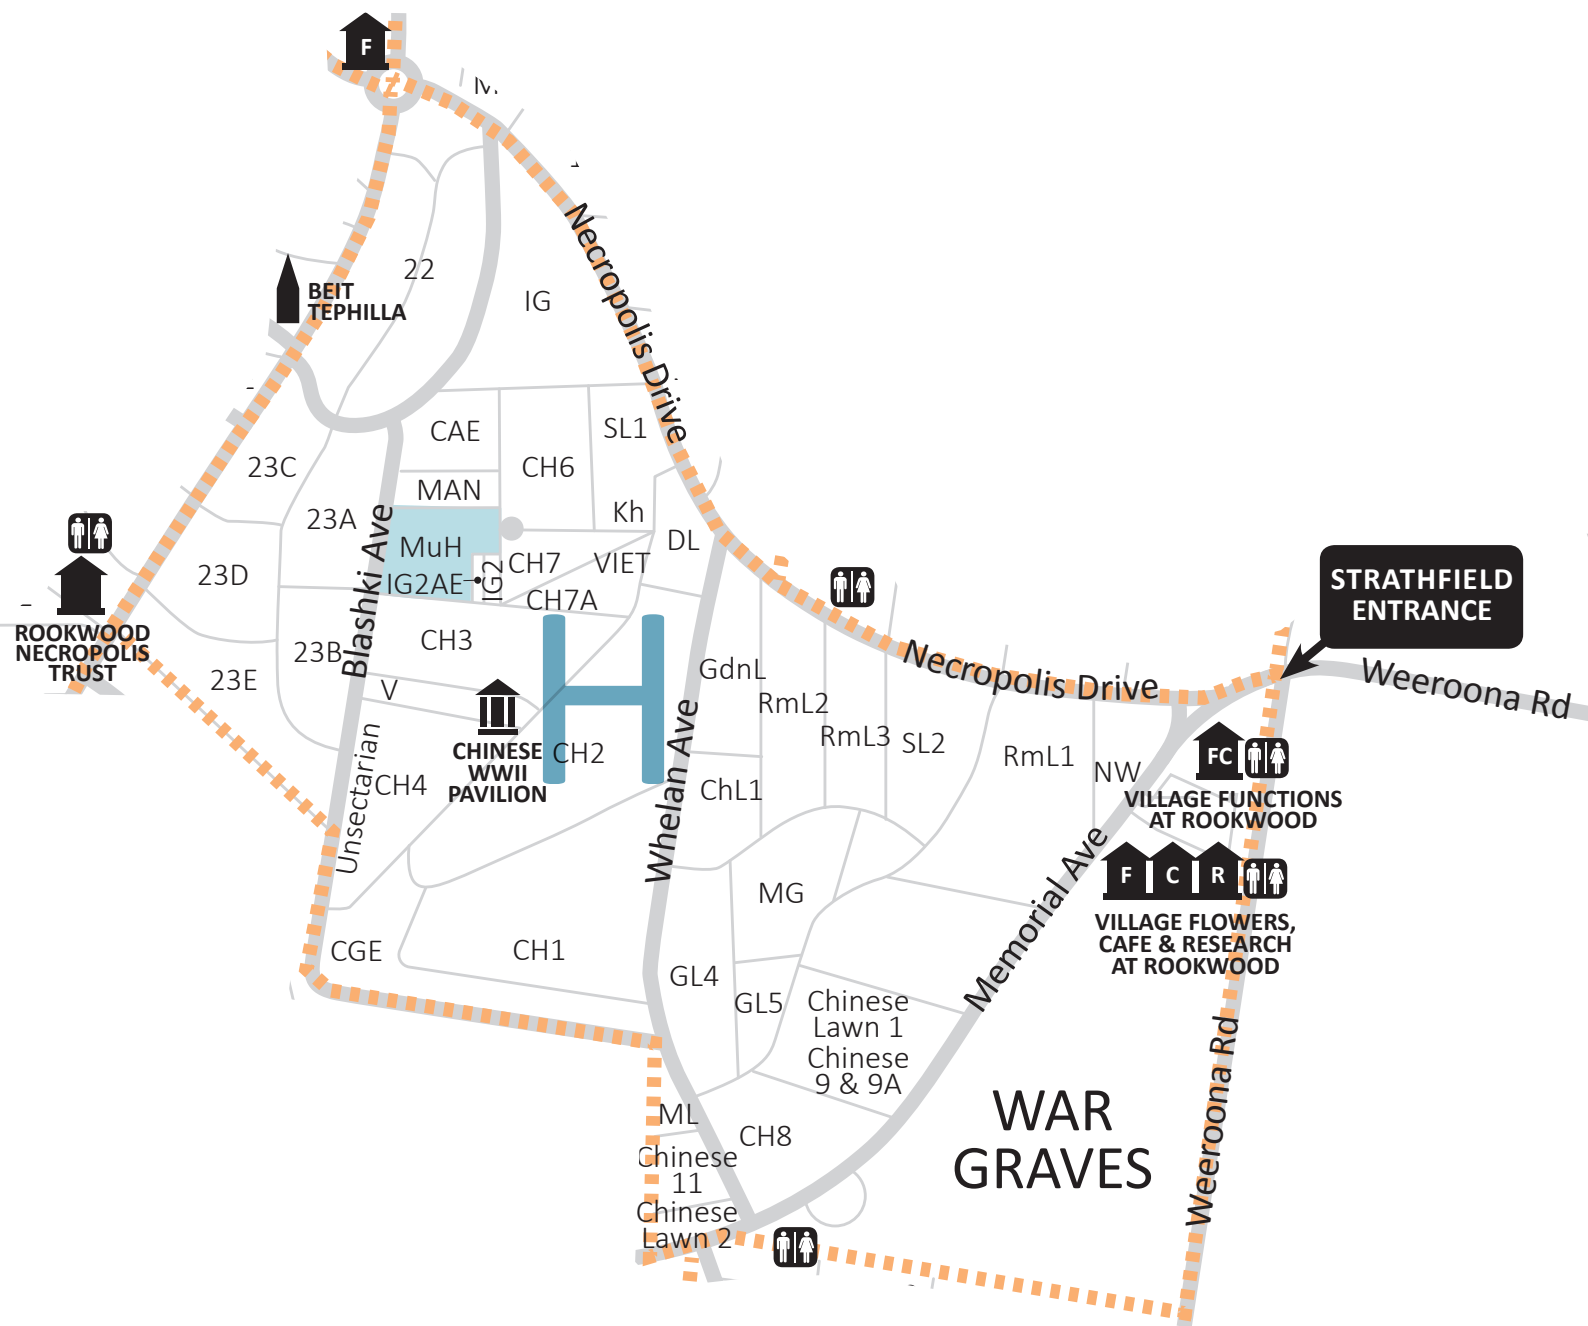 F
22
IG
BEIT
TEPHILLA
Necropolis Drive
CAE
SL1
23C
CH6
MAN
Kh
23A
MuH
DL
CH7
VIET
IG2
IG2AE
23D
CH7A
Blashki Ave
STRATHFIELD
ENTRANCE
ROOKWOOD
NECROPOLIS
TRUST
CH3
23B
23E
V
H
GdnL
RmL2
Necropolis Drive
Weeroona Rd
RmL3
SL2
RmL1
NW
FC
CHINESE
WWII
PAVILION
CH2
Unsectarian
CH4
ChL1
Whelan Ave
VILLAGE FUNCTIONS
AT ROOKWOOD
F C R
Memorial Ave
MG
VILLAGE FLOWERS,
CAFE & RESEARCH
AT ROOKWOOD
CGE
CH1
GL4
GL5
Chinese
Lawn 1
Chinese
9 & 9A
Weeroona Rd
WAR
GRAVES
ML
CH8
Chinese
11
Chinese
Lawn 2